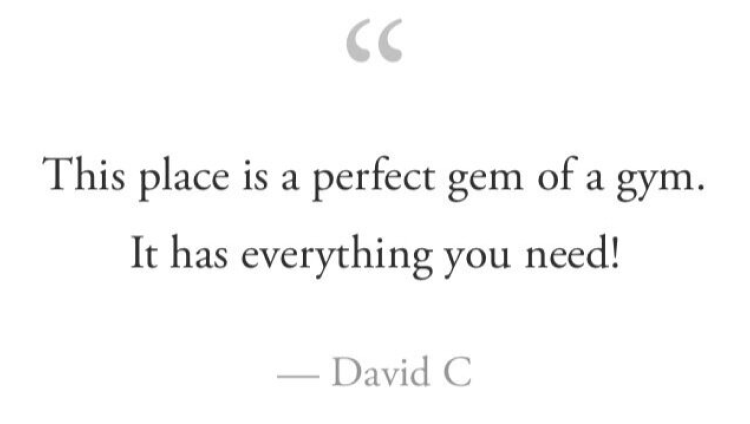 “
This place is a perfect gem of a gym.
It has everything you need!
— David C